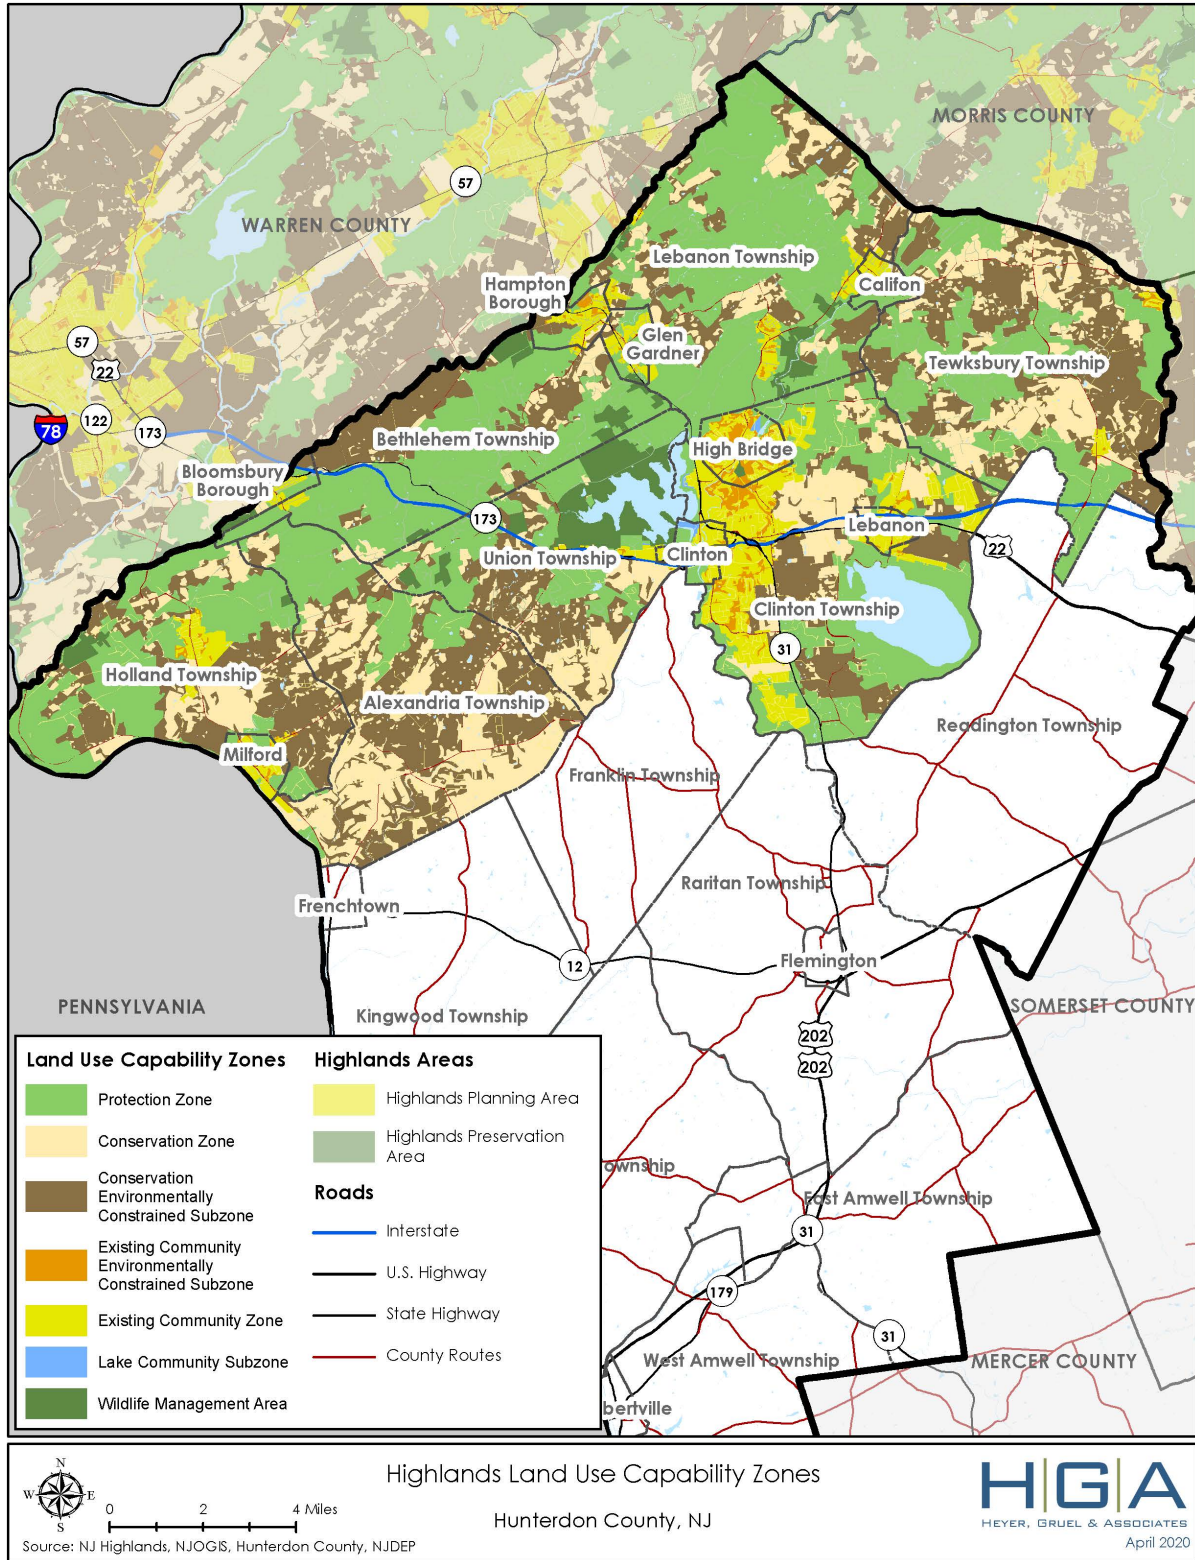 MORRIS COUNTY
57
WARREN COUNTY
Lebanon Township
Hampton
Borough
Califon
Glen
Gardner
57
22
Tewksbury Township
122
78
173
Bethlehem Township
High Bridge
Bloomsbury
Borough
173
Lebanon
22
Union Township
Clinton
Clinton Township
31
Holland Township
Alexandria Township
Readington Township
Milford
Franklin Township
Raritan Township
Frenchtown
12
Flemington
PENNSYLVANIA
SOMERSET COUNTY
Kingwood Township
202
202
ownship
East Amwell Township
31
179
31
West Amwell Township
MERCER COUNTY
bertville
Land Use Capability Zones
Protection Zone
Conservation Zone
Conservation
Environmentally
Constrained Subzone
Existing Community
Environmentally
Constrained Subzone
Existing Community Zone
Lake Community Subzone
Wildlife Management Area
Highlands Areas
Highlands Planning Area
Highlands Preservation
Area
Roads
Interstate
U.S. Highway
State Highway
County Routes
N
W E
S
0 2 4 Miles
Source: NJ Highlands, NJOGIS, Hunterdon County, NJDEP
Highlands Land Use Capability Zones
Hunterdon County, NJ
H|G|A
HEYER, GRUEL & ASSOCIATES
April 2020